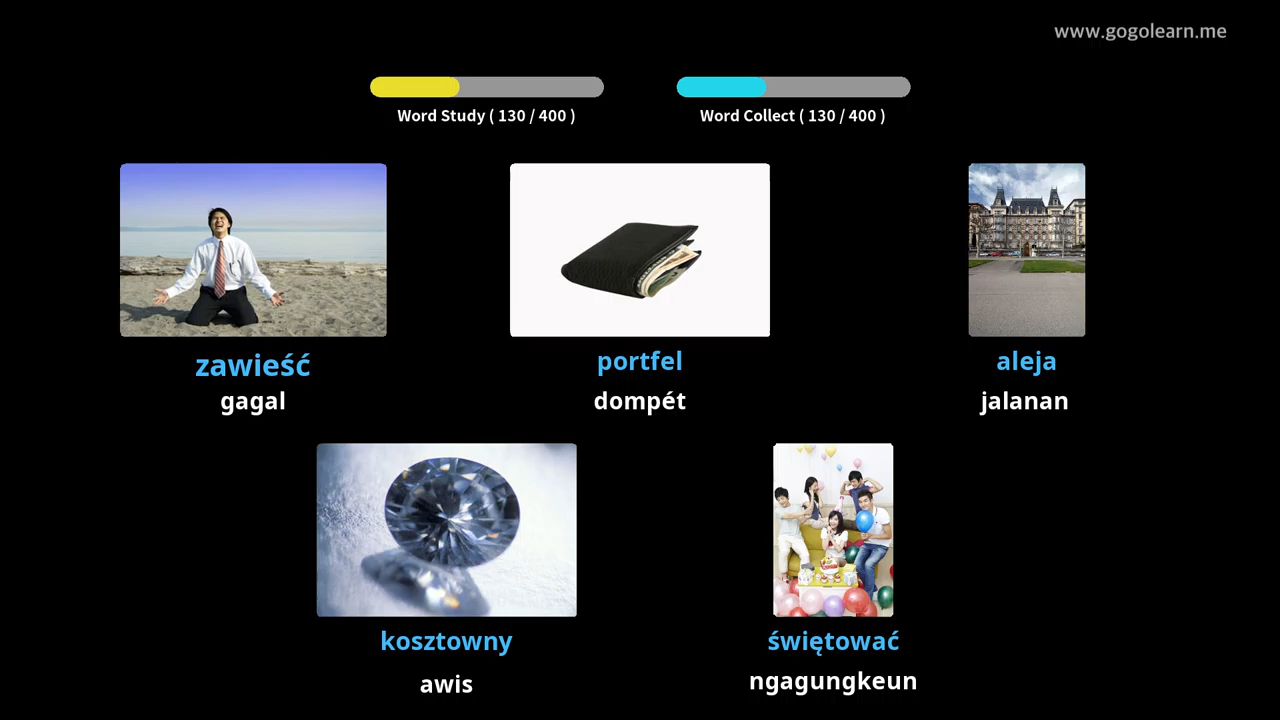 www.gogolearn.me
Word Study ( 130 / 400 )
Word Collect ( 130 / 400 )
zawieść
gagal
portfel
dompét
aleja
jalanan
kosztowny
awis
świętować
ngagungkeun